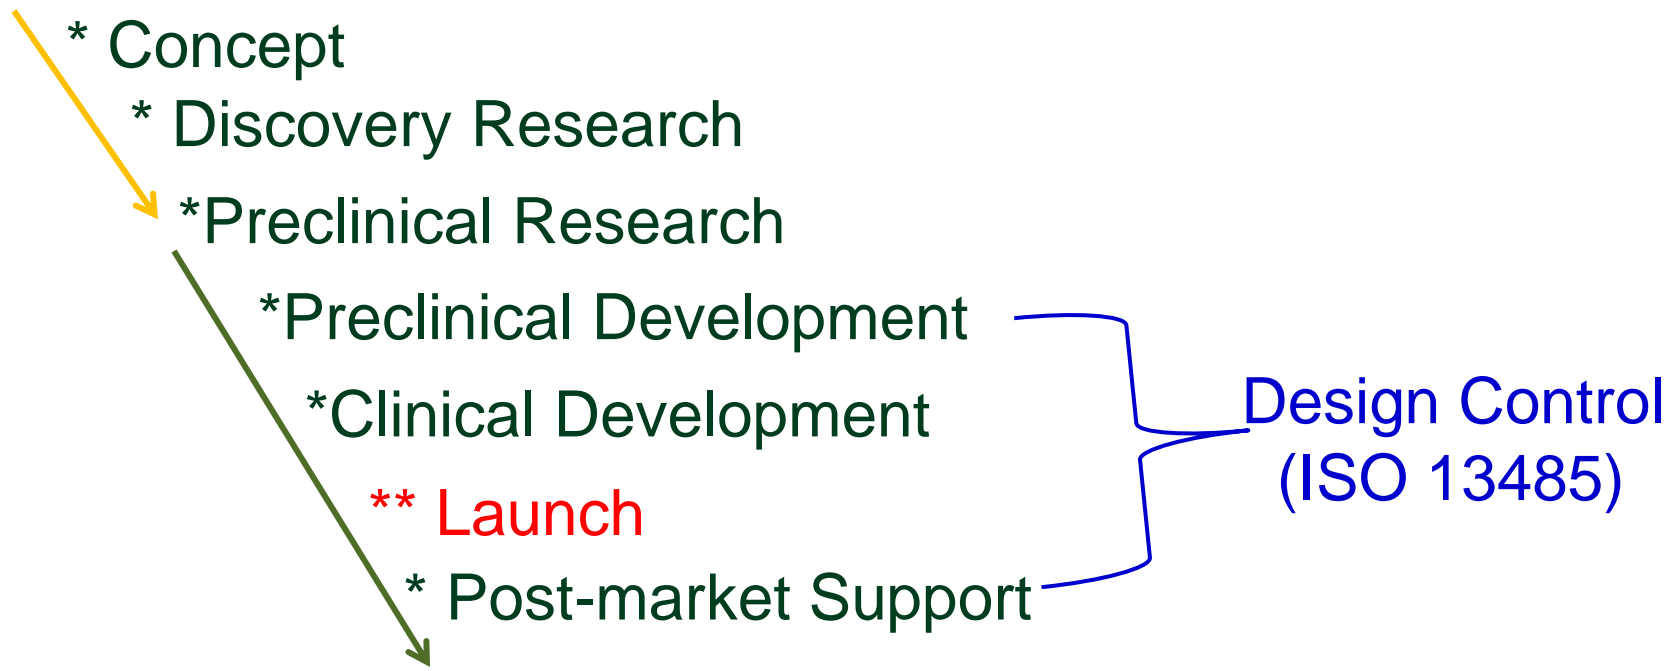 * Concept
* Discovery Research
*Preclinical Research
*Preclinical Development
*Clinical Development
** Launch
* Post-market Support
Design Control
(ISO 13485)